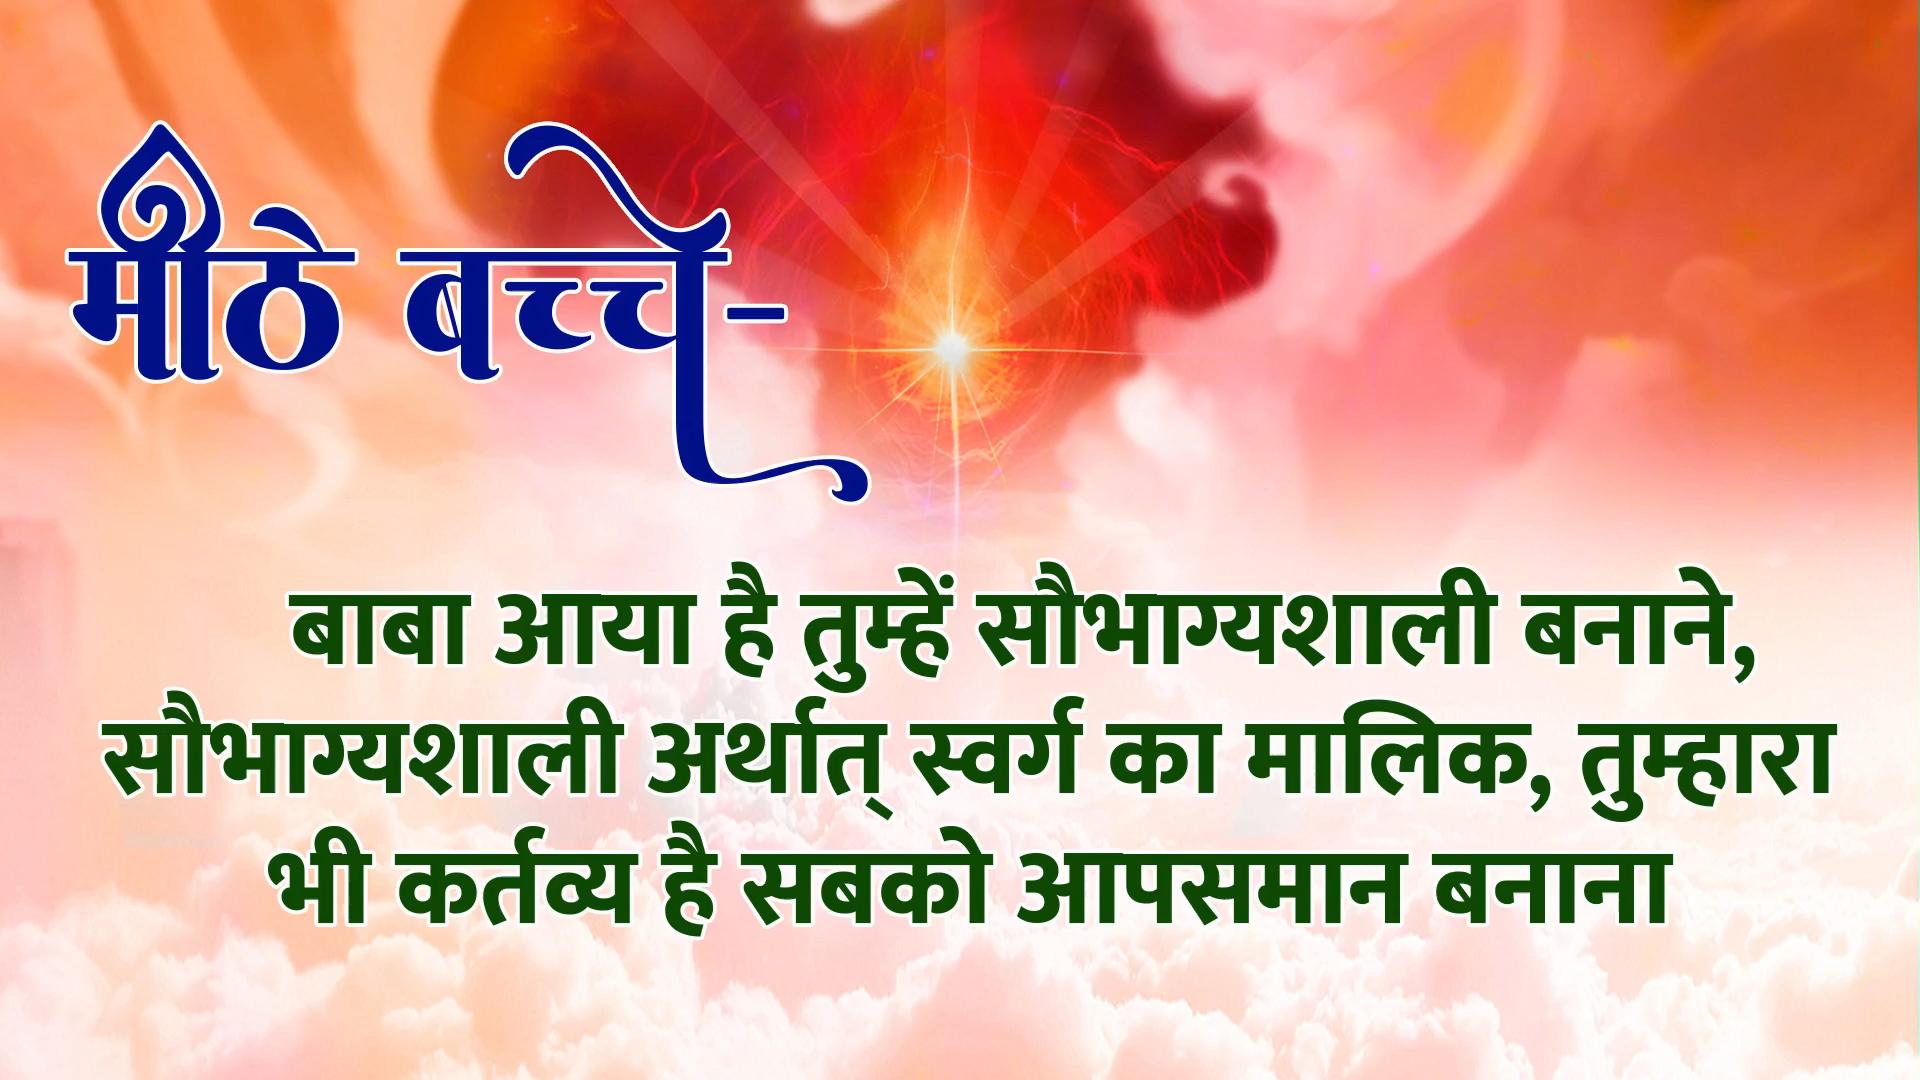 मीठे बच्चे-
बाबा आया है तुम्हें सौभाग्यशाली बनाने,
सौभाग्यशाली अर्थात् स्वर्ग का मालिक, तुम्हारा
भी कर्तव्य है सबको आपसमान बनाना